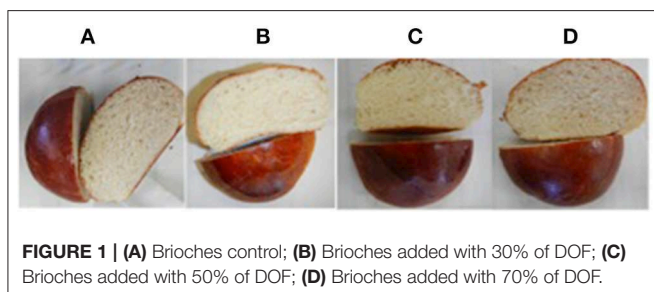 A B C D
FIGURE 1 | (A) Brioches control; (B) Brioches added with 30% of DOF; (C)
Brioches added with 50% of DOF; (D) Brioches added with 70% of DOF.